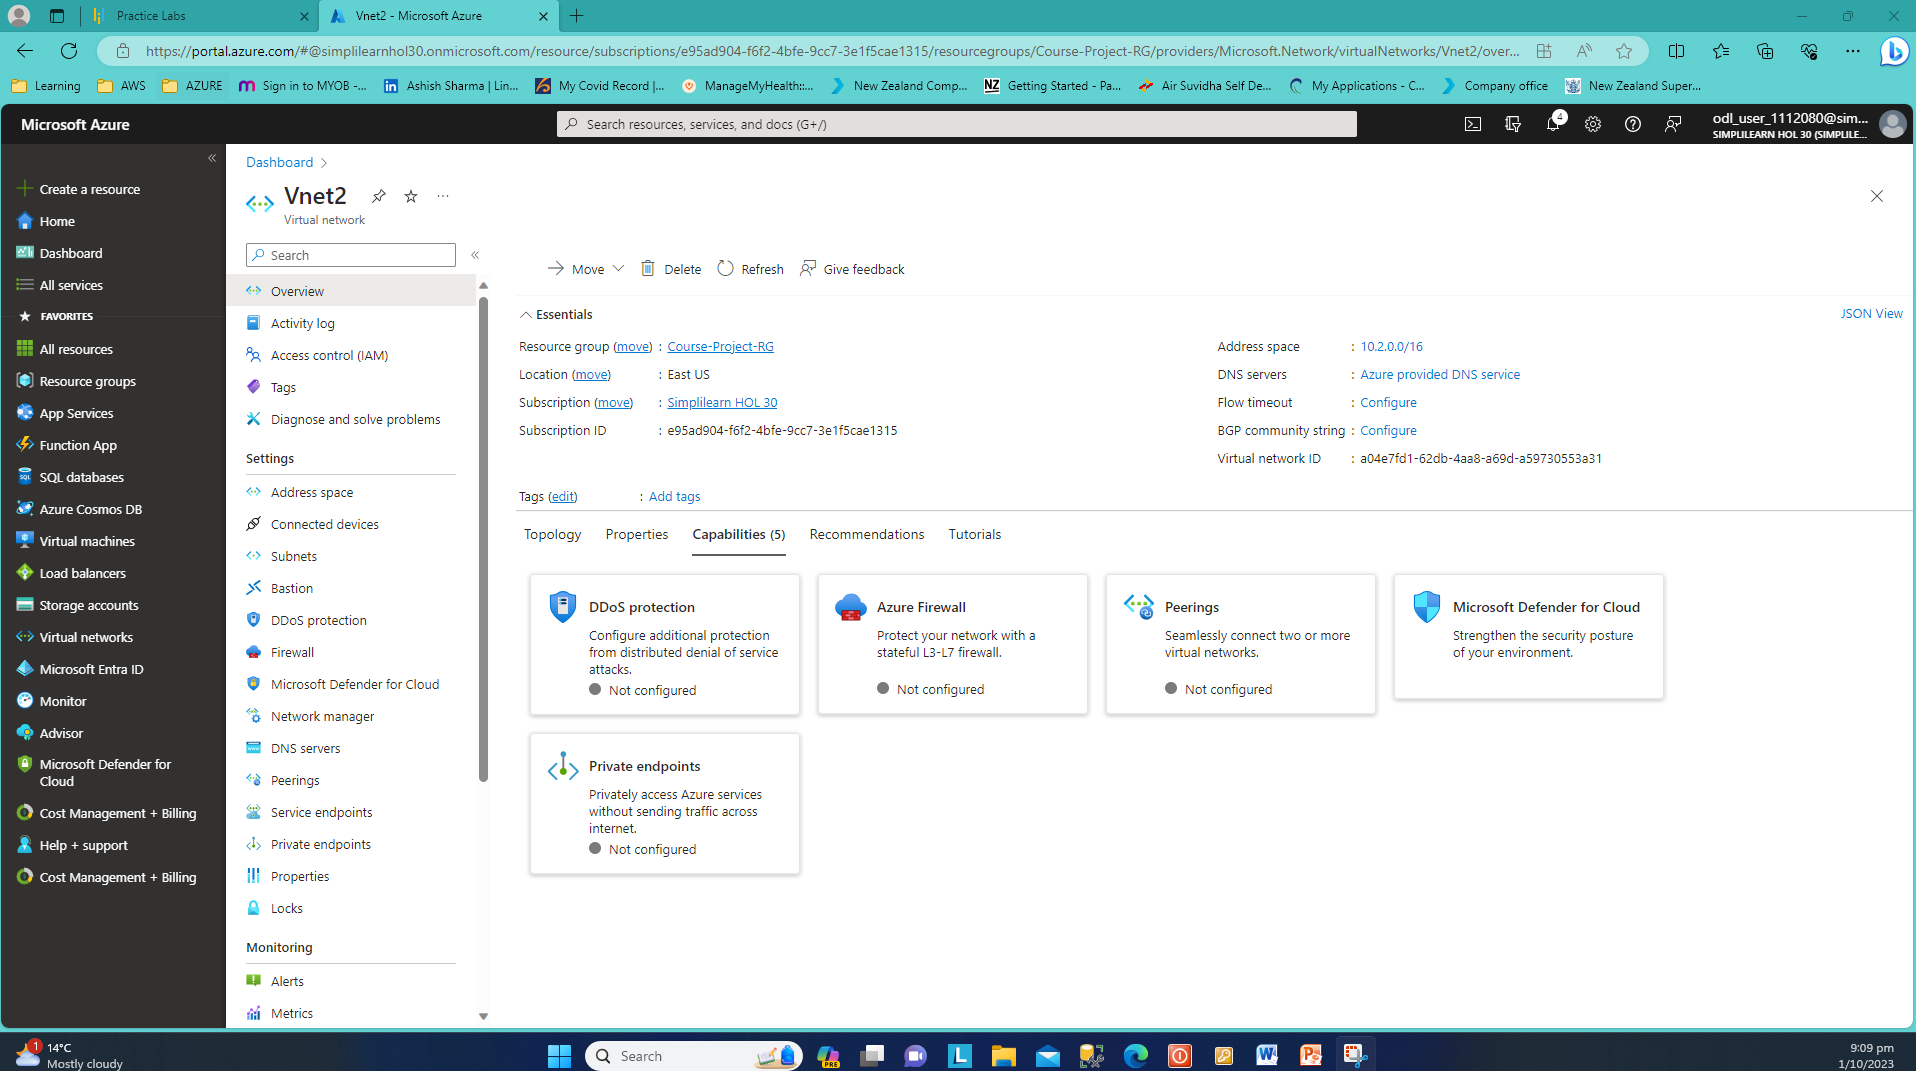 Practice Labs
Vnet2 - Microsoft Azure
https://portal.azure.com/#@simplilearnhol30.onmicrosoft.com/resource/subscriptions/e95ad904-f6f2-4bfe-9cc7-3e1f5cae1315/resourcegroups/Course-Project-RG/providers/Microsoft.Network/virtualNetworks/Vnet2/over...
Learning
AWS
AZURE
Sign in to MYOB -...
Ashish Sharma | Lin...
My Covid Record |...
ManageMyHealth:...
New Zealand Comp...
NZ
Getting Started - Pa...
Air Suvidha Self De...
My Applications - C...
Company office
New Zealand Super...
Microsoft Azure
Search resources, services, and docs (G+/)
4
odl_user_1112080@sim...
SIMPLILEARN HOL 30 (SIMPLILE...
Create a resource
Home
Dashboard
All services
FAVORITES
All resources
Resource groups
App Services
Function App
SQL databases
Azure Cosmos DB
Virtual machines
Load balancers
Storage accounts
Virtual networks
Microsoft Entra ID
Monitor
Advisor
Microsoft Defender for
Cloud
Cost Management + Billing
Help + support
Cost Management + Billing
Dashboard
Vnet2
Virtual network
Search
Overview
Activity log
Access control (IAM)
Tags
Diagnose and solve problems
Settings
Address space
Connected devices
Subnets
Bastion
DDoS protection
Firewall
Microsoft Defender for Cloud
Network manager
DNS servers
Peerings
Service endpoints
Private endpoints
Properties
Locks
Monitoring
Alerts
Metrics
Move
Delete
Refresh
Give feedback
Essentials
JSON View
Resource group (move) : Course-Project-RG
Location (move) : East US
Subscription (move) : Simplilearn HOL 30
Subscription ID : e95ad904-f6f2-4bfe-9cc7-3e1f5cae1315
Address space : 10.2.0.0/16
DNS servers : Azure provided DNS service
Flow timeout : Configure
BGP community string : Configure
Virtual network ID : a04e7fd1-62db-4aa8-a69d-a59730553a31
Tags (edit) : Add tags
Topology
Properties
Capabilities (5)
Recommendations
Tutorials
DDoS protection
Configure additional protection
from distributed denial of service
attacks.
Not configured
Azure Firewall
Protect your network with a
stateful L3-L7 firewall.
Not configured
Peerings
Seamlessly connect two or more
virtual networks.
Not configured
Microsoft Defender for Cloud
Strengthen the security posture
of your environment.
Private endpoints
Privately access Azure services
without sending traffic across
internet.
Not configured
1
14°C
Mostly cloudy
Search
PRE
L
9:09 pm
1/10/2023